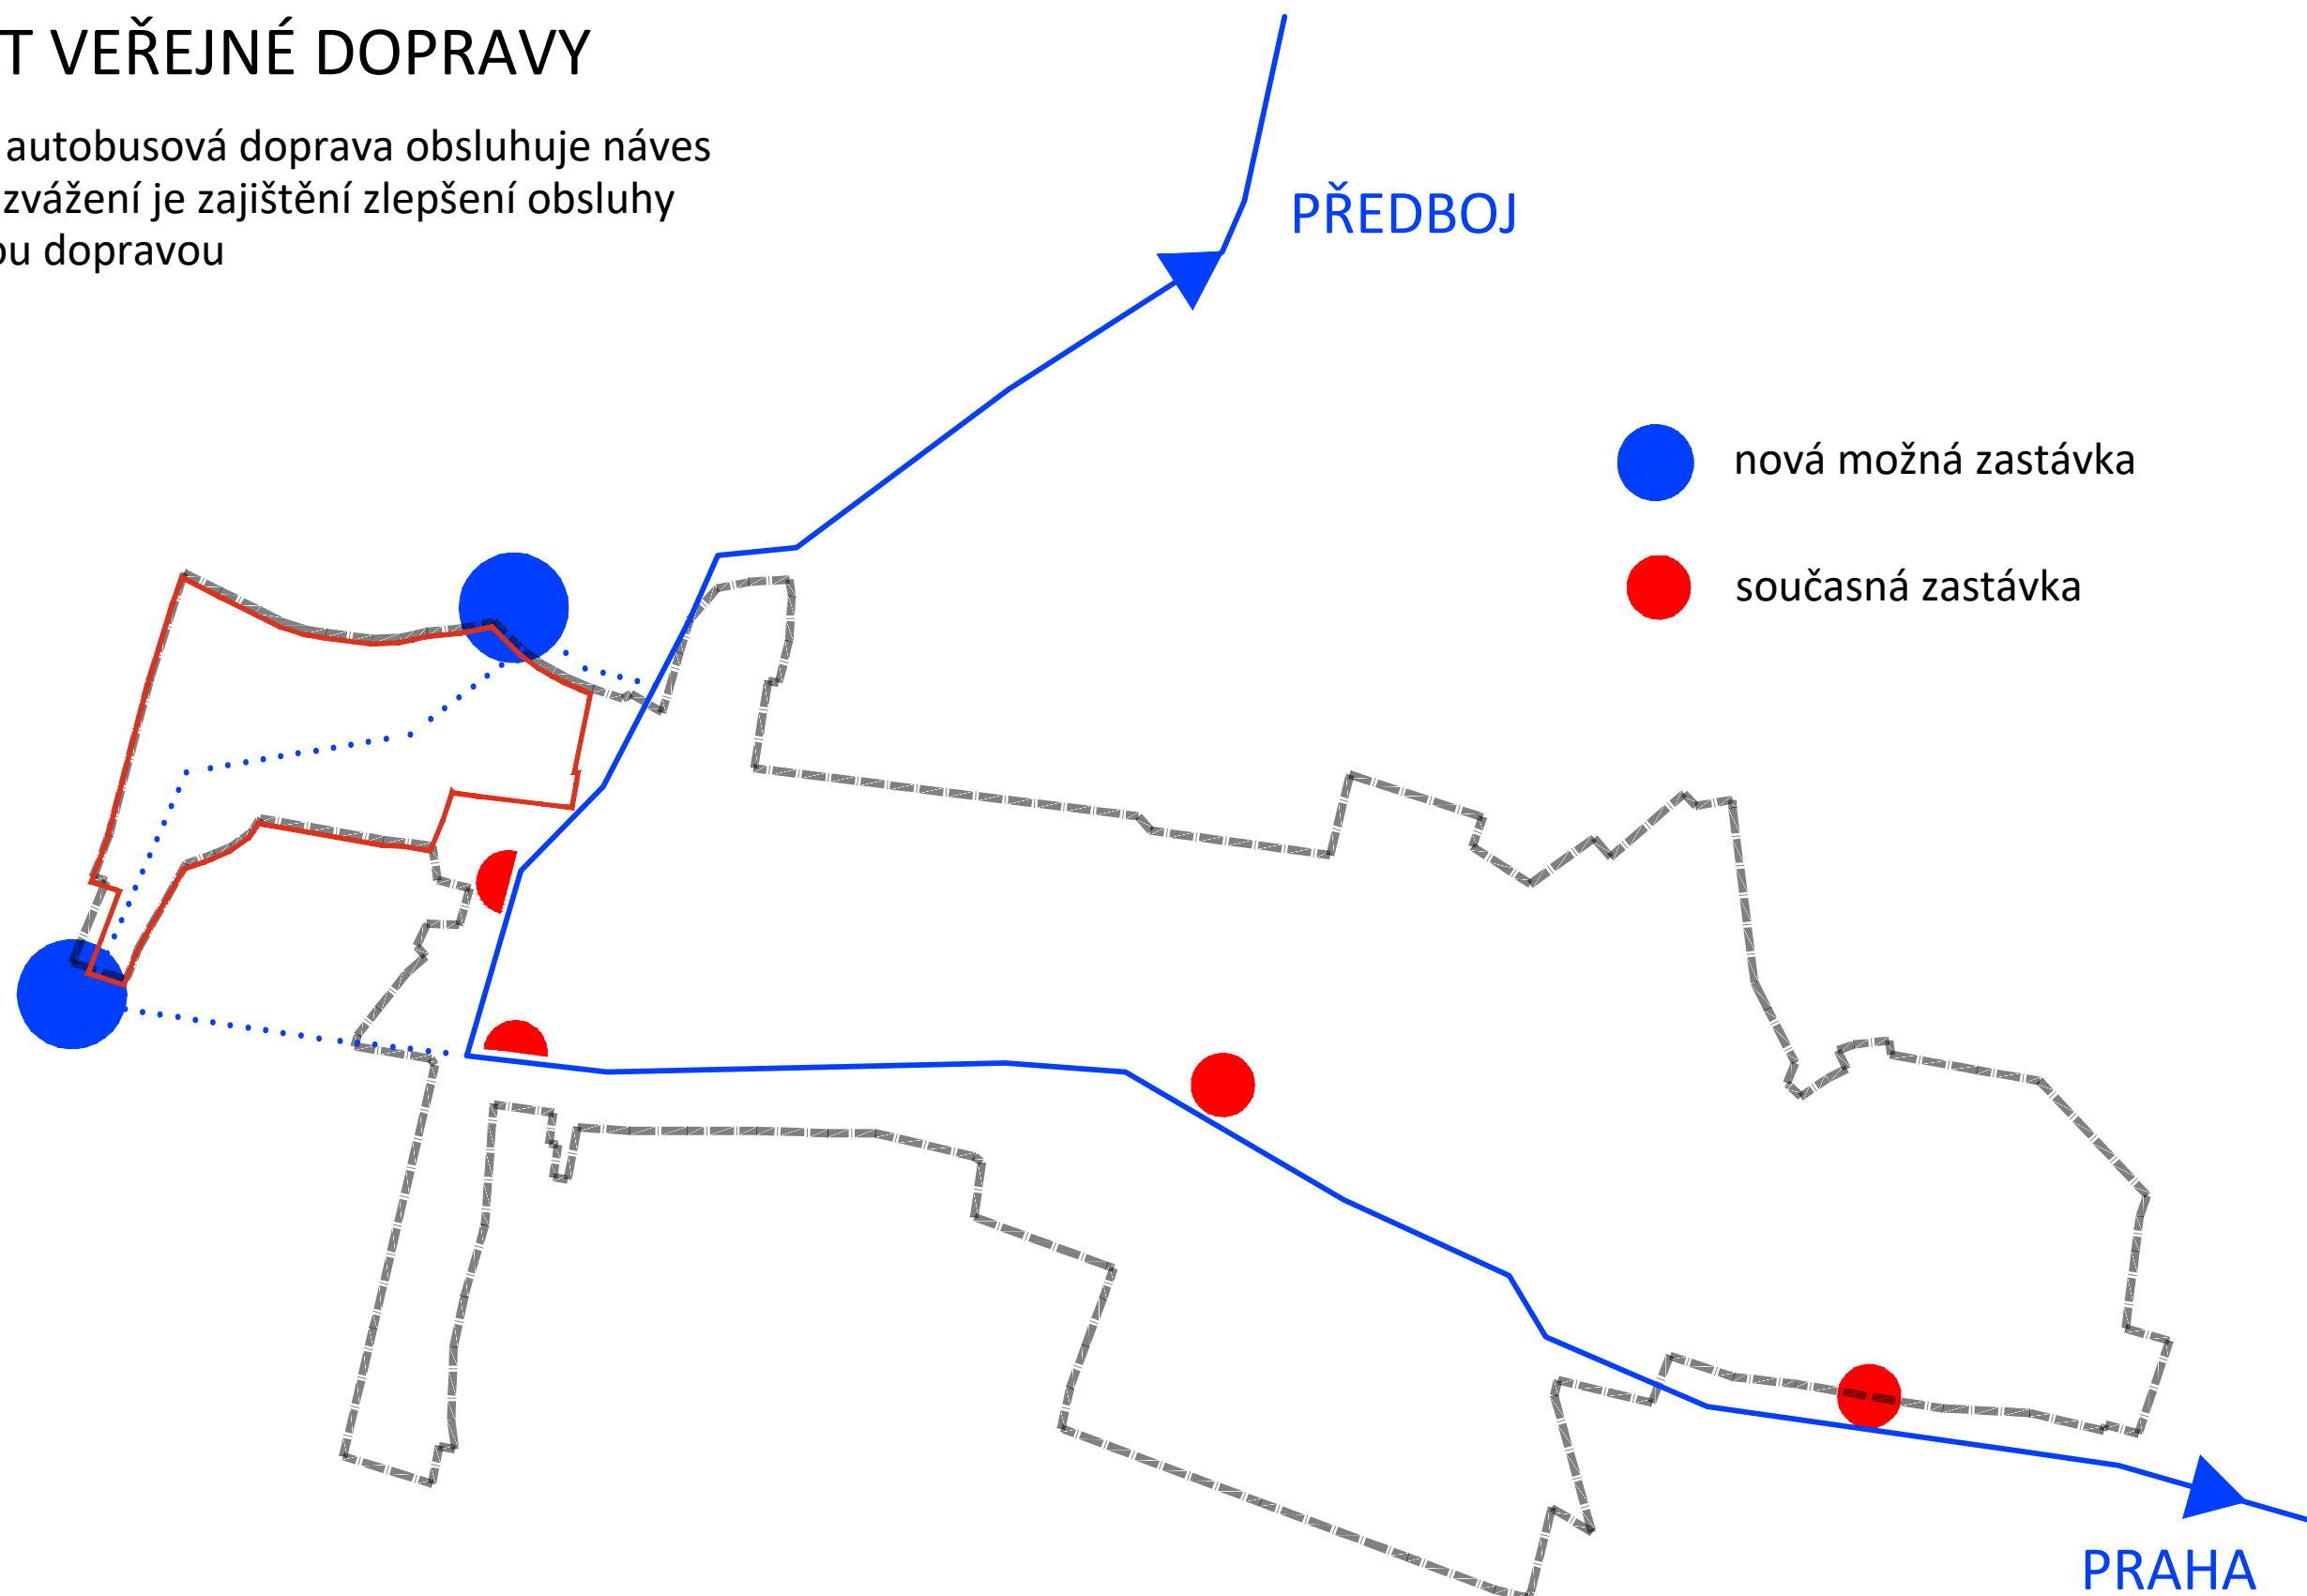 T VEŘEJNÉ DOPRAVY
autobusová doprava obsluhuje náves
zvážení je zajištění zlepšení obsluhy
ou dopravou
PŘEDBOJ
nová možná zastávka
současná zastávka
PRAHA